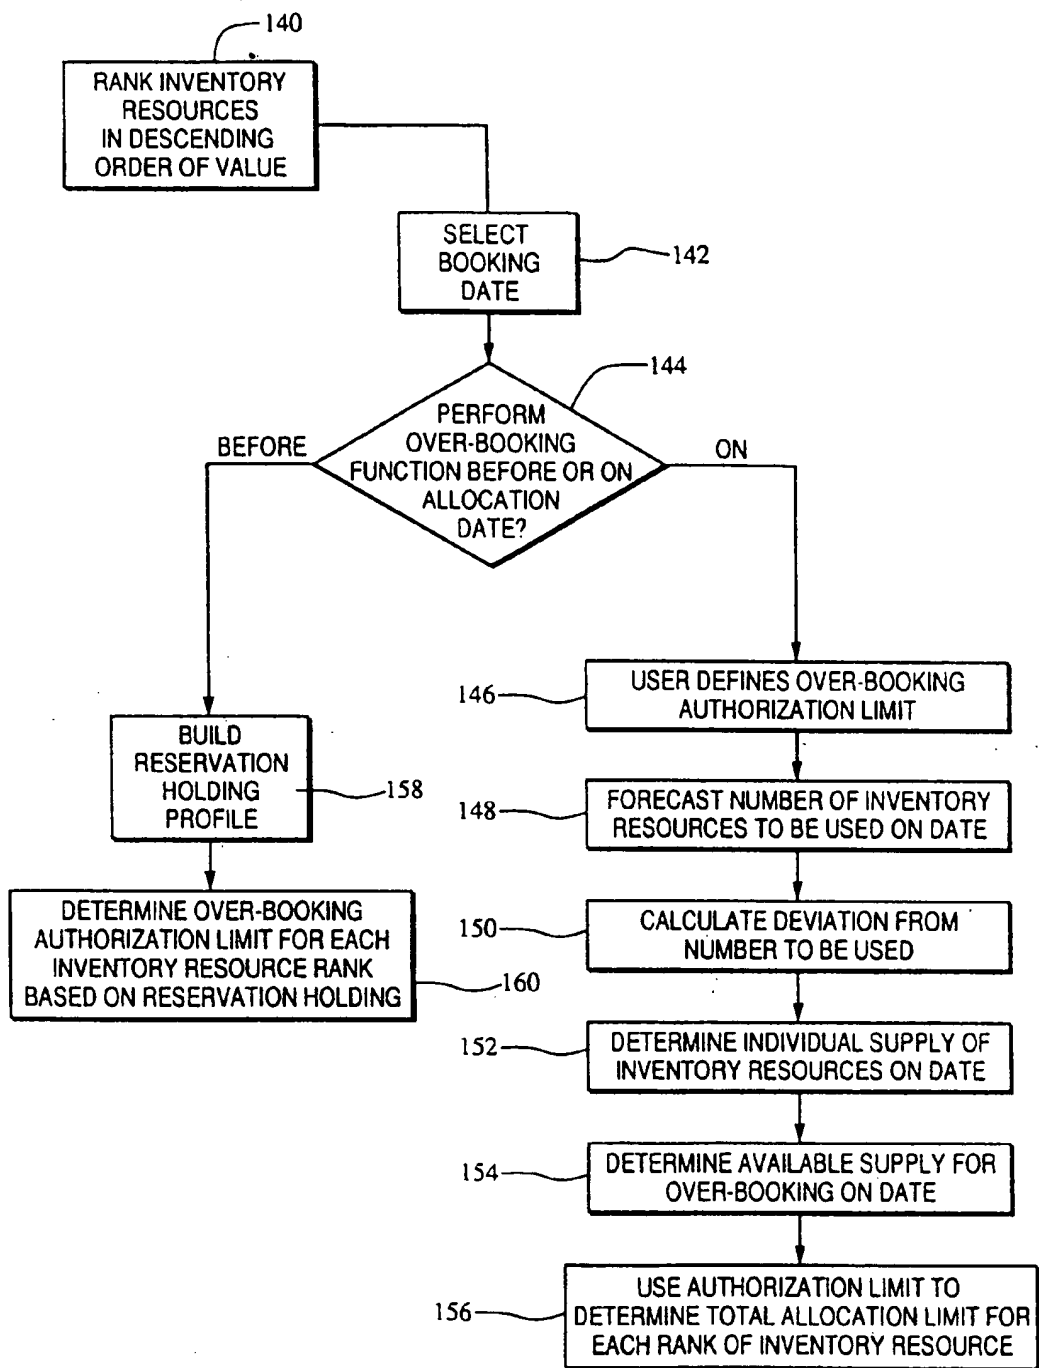 140
RANK INVENTORY
RESOURCES
IN DESCENDING
ORDER OF VALUE
SELECT
BOOKING
DATE
142
144
PERFORM
OVER-BOOKING
FUNCTION BEFORE OR ON
ALLOCATION
DATE?
BEFORE
ON
BUILD
RESERVATION
HOLDING
PROFILE
158
DETERMINE OVER-BOOKING
AUTHORIZATION LIMIT FOR EACH
INVENTORY RESOURCE RANK
BASED ON RESERVATION HOLDING
160
146
USER DEFINES OVER-BOOKING
AUTHORIZATION LIMIT
148
FORECAST NUMBER OF INVENTORY
RESOURCES TO BE USED ON DATE
150
CALCULATE DEVIATION FROM
NUMBER TO BE USED
152
DETERMINE INDIVIDUAL SUPPLY OF
INVENTORY RESOURCES ON DATE
154
DETERMINE AVAILABLE SUPPLY FOR
OVER-BOOKING ON DATE
156
USE AUTHORIZATION LIMIT TO
DETERMINE TOTAL ALLOCATION LIMIT FOR
EACH RANK OF INVENTORY RESOURCE